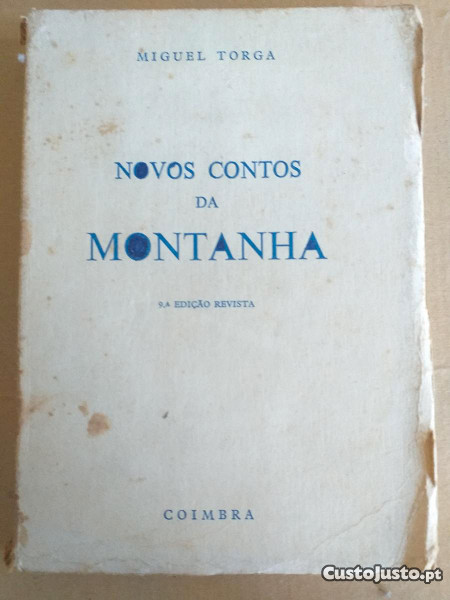 MIGUEL TORGA
NOVOS CONTOS
DA
MONTANHA
9.ª EDIÇÃO REVISTA
COIMBRA
CustoJusto.pt